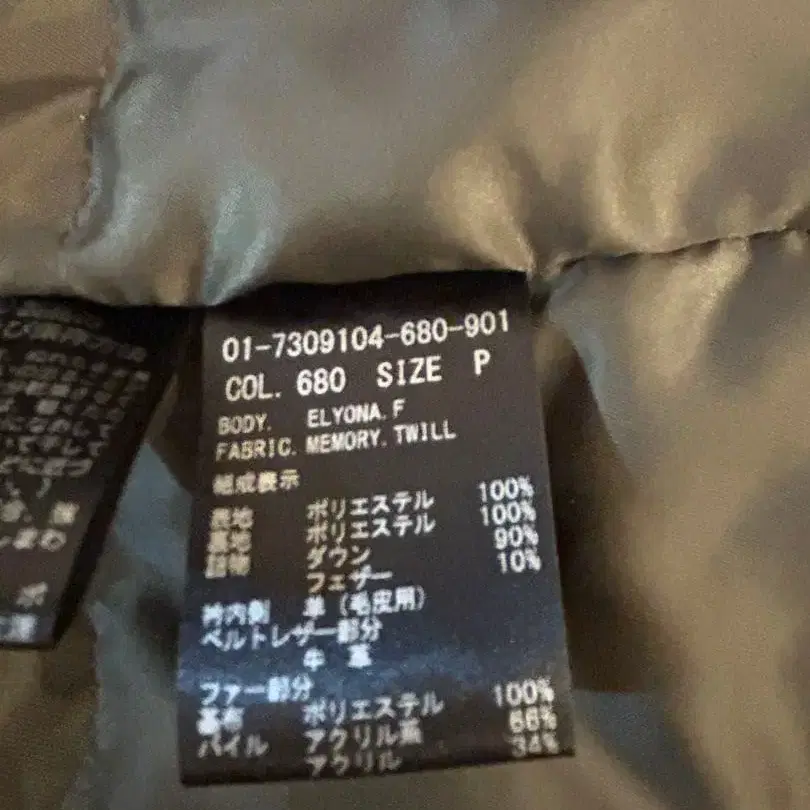 01-7309104-680-901
COL. 680 SIZE P
BODY. ELYONA.F
FABRIC. MEMORY.TWILL
組成表示
表地 ポリエステル 100%
裏地 ポリエステル 100%
詰物 ダウン 90%
フェザー 10%
衿内側 羊(毛皮用)
ベルトレザー部分
牛革
ファー部分
基布 ポリエステル 100%
パイル アクリル系 66%
アクリル 34%